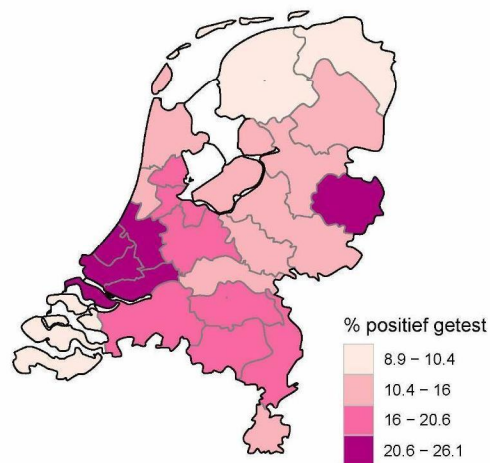 % positief getest
8.9 – 10.4
10.4 – 16
16 – 20.6
20.6 – 26.1